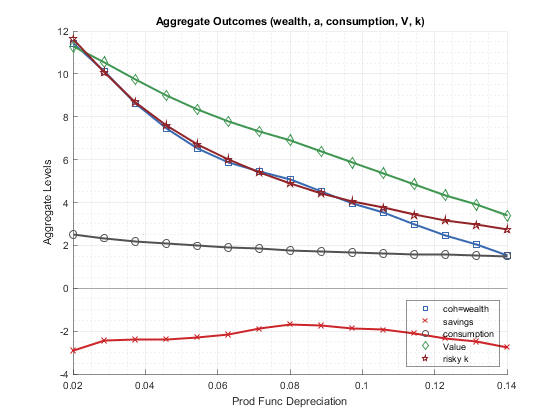 Aggregate Outcomes (wealth, a, consumption, V, k)
12
10
8
6
4
2
0
-2
-4
Aggregate Levels
coh=wealth
savings
consumption
Value
risky k
0.02
0.04
0.06
0.08
0.1
0.12
0.14
Prod Func Depreciation